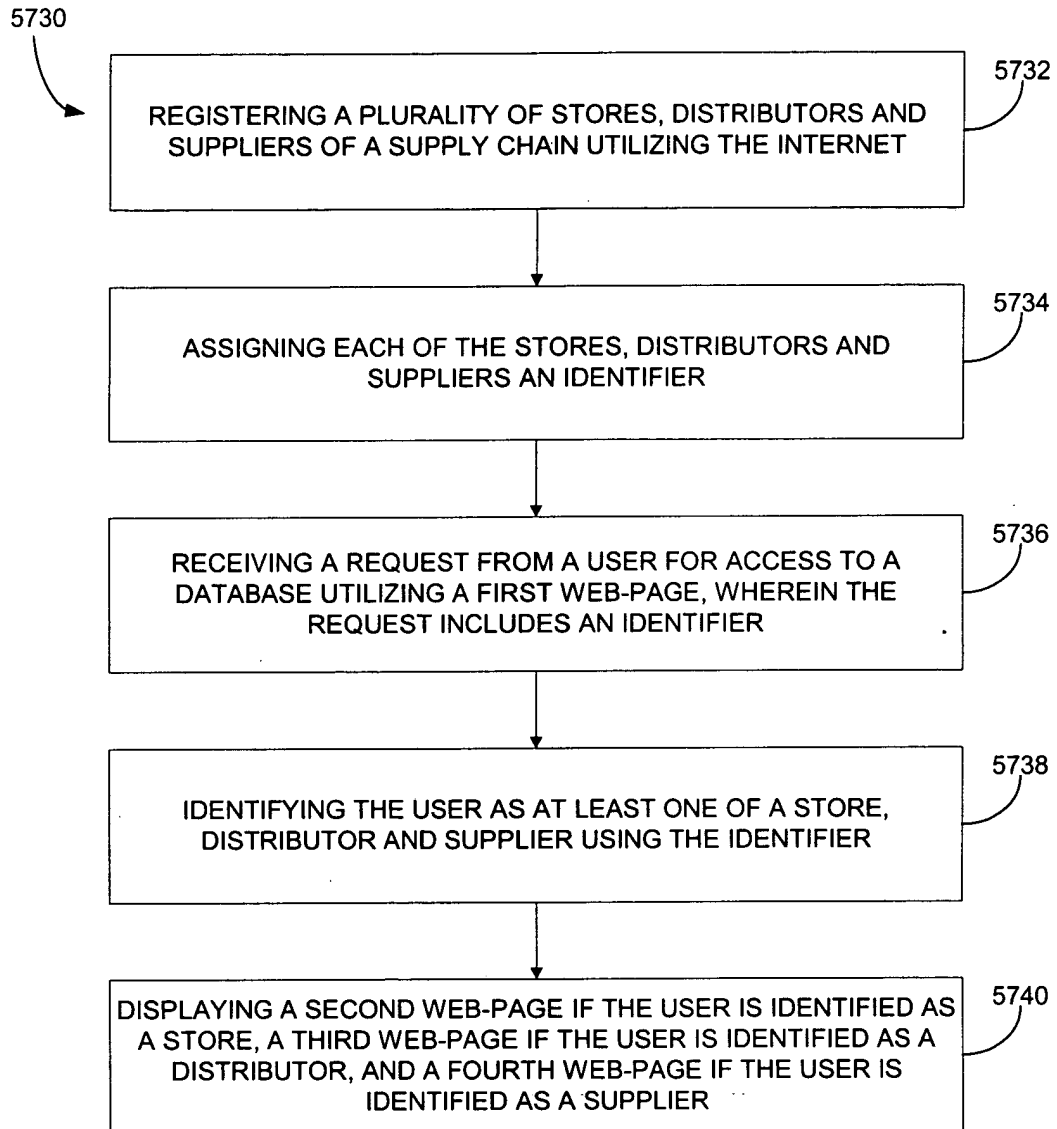 5730
5732
REGISTERING A PLURALITY OF STORES, DISTRIBUTORS AND
SUPPLIERS OF A SUPPLY CHAIN UTILIZING THE INTERNET
5734
ASSIGNING EACH OF THE STORES, DISTRIBUTORS AND
SUPPLIERS AN IDENTIFIER
5736
RECEIVING A REQUEST FROM A USER FOR ACCESS TO A
DATABASE UTILIZING A FIRST WEB-PAGE, WHEREIN THE
REQUEST INCLUDES AN IDENTIFIER
5738
IDENTIFYING THE USER AS AT LEAST ONE OF A STORE,
DISTRIBUTOR AND SUPPLIER USING THE IDENTIFIER
5740
DISPLAYING A SECOND WEB-PAGE IF THE USER IS IDENTIFIED AS
A STORE, A THIRD WEB-PAGE IF THE USER IS IDENTIFIED AS A
DISTRIBUTOR, AND A FOURTH WEB-PAGE IF THE USER IS
IDENTIFIED AS A SUPPLIER